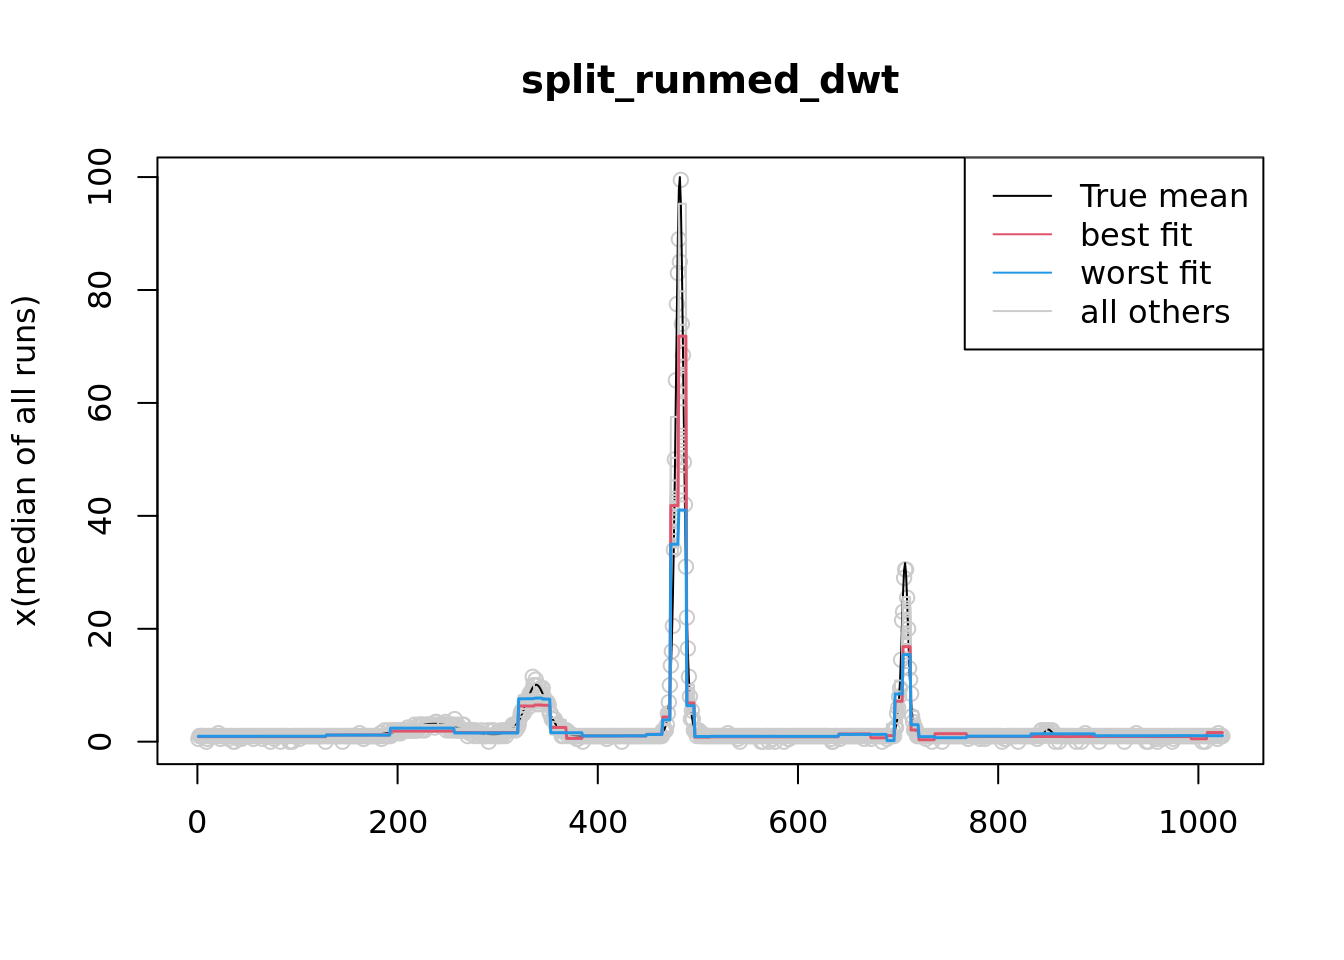 split_runmed_dwt
True mean
best fit
worst fit
all others
x(median of all runs)
100
80
60
40
20
0
0 200 400 600 800 1000